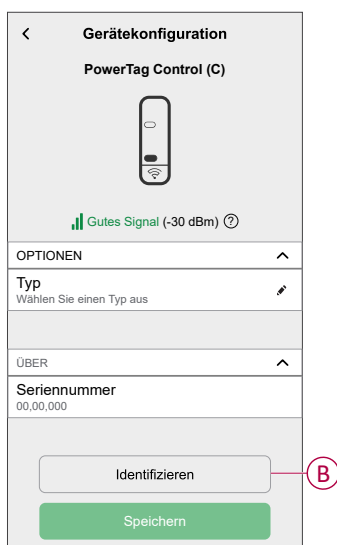 Gerätekonfiguration
PowerTag Control (C)
Gutes Signal (-30 dBm) ?
OPTIONEN
Typ
Wählen Sie einen Typ aus
ÜBER
Seriennummer
00,00,000
Identifizieren
B
Speichern